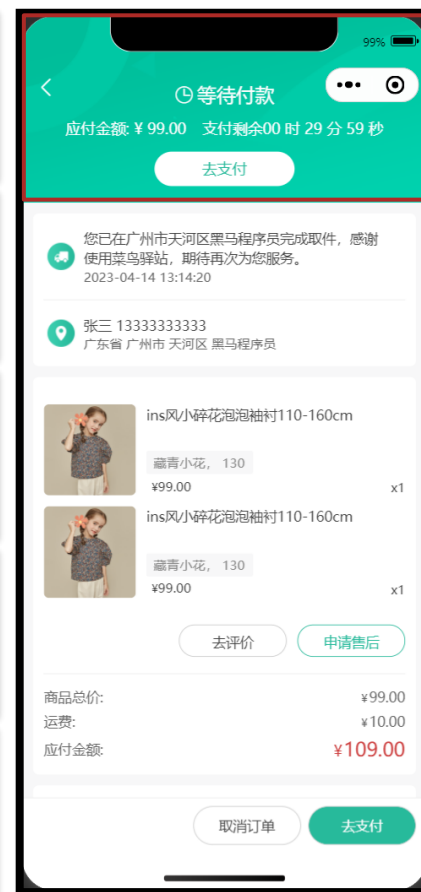 99%
等待付款
应付金额: ¥ 99.00 支付剩余00 时 29 分 59 秒
去支付
您已在广州市天河区黑马程序员完成取件，感谢
使用菜鸟驿站，期待再次为您服务。
2023-04-14 13:14:20
张三 13333333333
广东省 广州市 天河区 黑马程序员
ins风小碎花泡泡袖衬110-160cm
藏青小花， 130
¥99.00 x1
ins风小碎花泡泡袖衬110-160cm
藏青小花， 130
¥99.00 x1
去评价 申请售后
商品总价: ¥99.00
运费: ¥10.00
应付金额: ¥109.00
取消订单 去支付